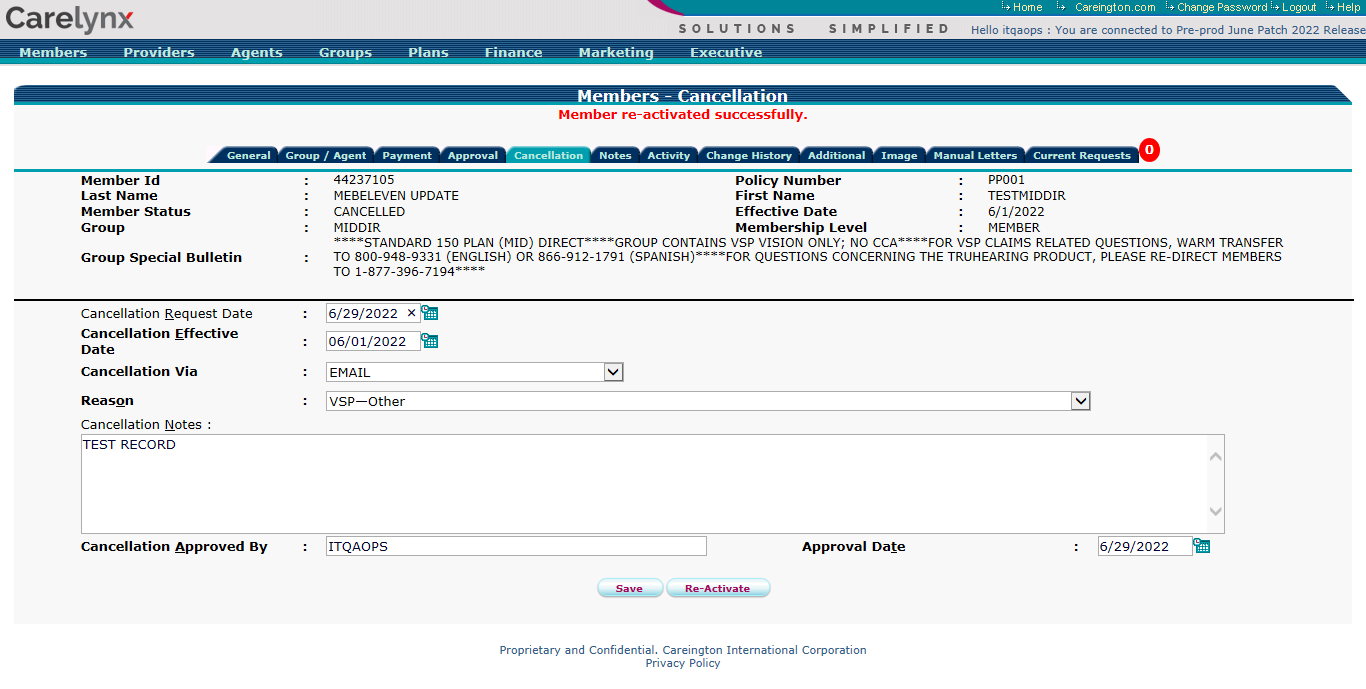 Carelynx
Home Careington.com Change Password Logout Help
SOLUTIONS SIMPLIFIED
Hello itqaops : You are connected to Pre-prod June Patch 2022 Release
Members Providers Agents Groups Plans Finance Marketing Executive
Members - Cancellation
Member re-activated successfully.
General Group / Agent Payment Approval Cancellation Notes Activity Change History Additional Image Manual Letters Current Requests 0
Member Id : 44237105 Policy Number : PP001
Last Name : MEBELEVEN UPDATE First Name : TESTMIDDIR
Member Status : CANCELLED Effective Date : 6/1/2022
Group : MIDDIR Membership Level : MEMBER
****STANDARD 150 PLAN (MID) DIRECT****GROUP CONTAINS VSP VISION ONLY; NO CCA****FOR VSP CLAIMS RELATED QUESTIONS, WARM TRANSFER
Group Special Bulletin : TO 800-948-9331 (ENGLISH) OR 866-912-1791 (SPANISH)****FOR QUESTIONS CONCERNING THE TRUHEARING PRODUCT, PLEASE RE-DIRECT MEMBERS
TO 1-877-396-7194****
Cancellation Request Date : 6/29/2022 ×
Cancellation Effective
Date : 06/01/2022
Cancellation Via : EMAIL
Reason : VSP—Other
Cancellation Notes :
TEST RECORD
Cancellation Approved By : ITQAOPS Approval Date : 6/29/2022
Save Re-Activate
Proprietary and Confidential. Careington International Corporation
Privacy Policy